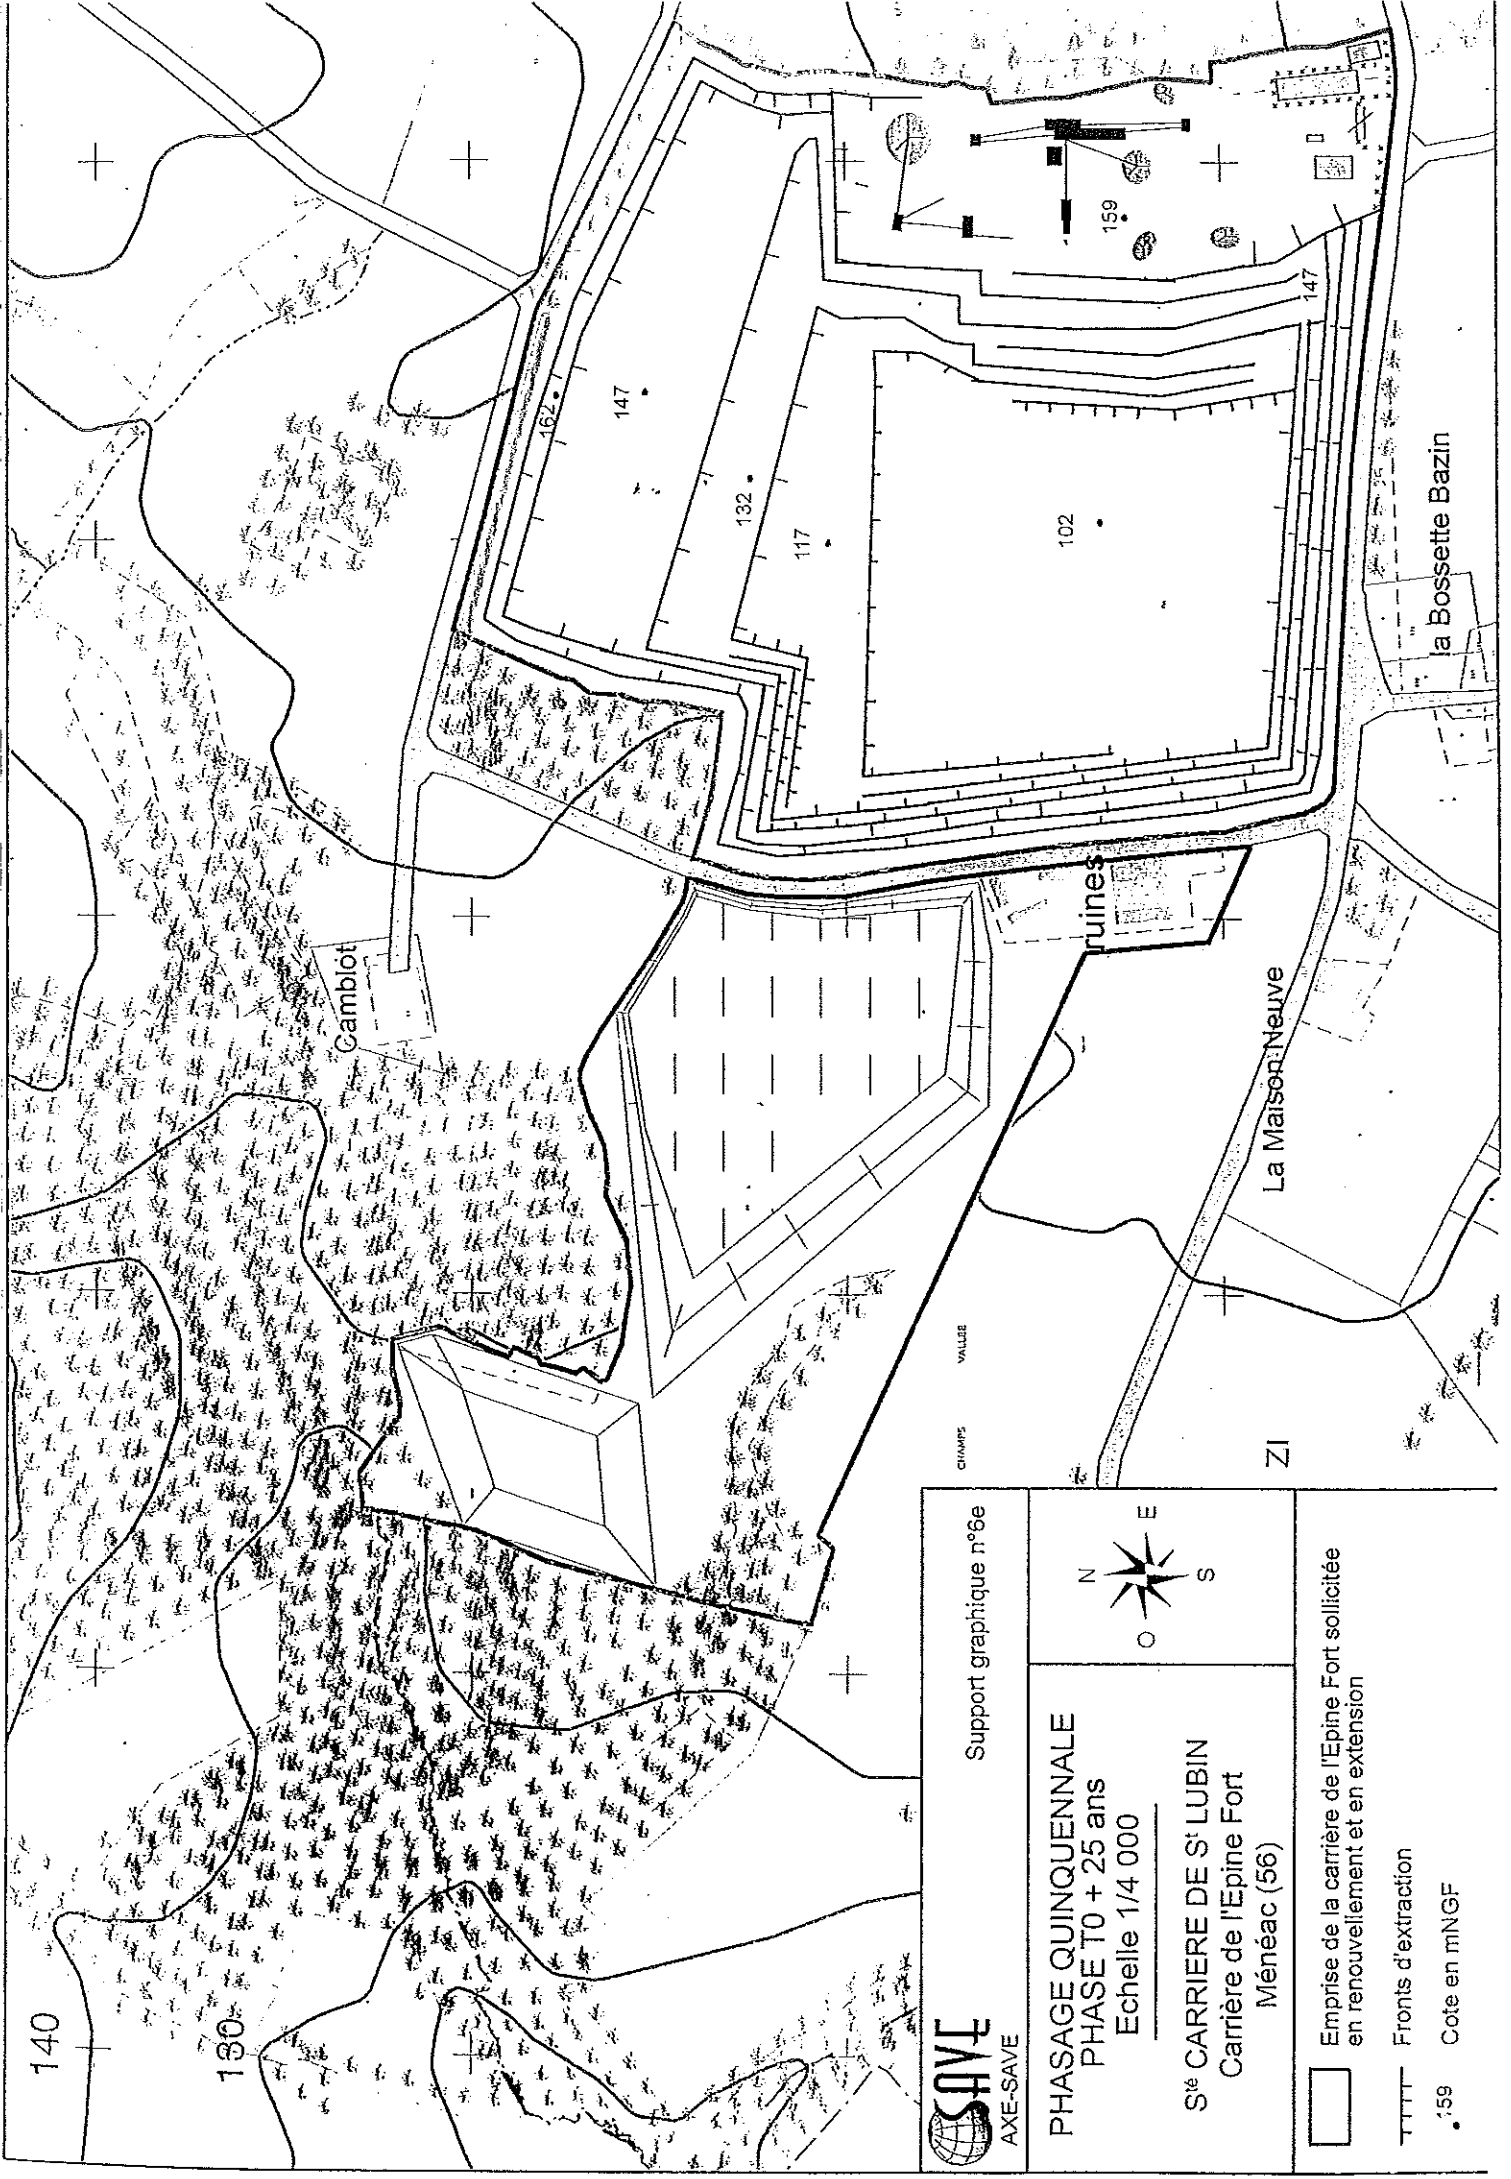 140
130
Camblot
162
147
132
117
102
159
147
ruines
la Bossette Bazin
La Maison Neuve
CHAMPS VALLEE
ZI
SAVE
AXE-SAVE
Support graphique n°6e
PHASAGE QUINQUENNALE
PHASE T0 + 25 ans
Echelle 1/4 000
N
O E
S
Sté CARRIERE DE St LUBIN
Carrière de l'Epine Fort
Ménéac (56)
Emprise de la carrière de l'Epine Fort sollicitée
en renouvellement et en extension
Fronts d'extraction
159 Cote en mNGF